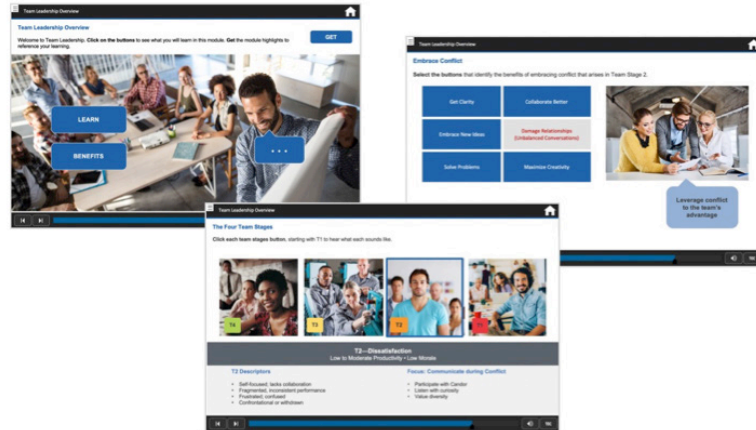 Team Leadership Overview
Team Leadership Overview
Welcome to Team Leadership. Click on the buttons to see what you will learn in this module. Get the module highlights to
reference your learning.
GET
LEARN
BENEFITS
...
Team Leadership Overview
Embrace Conflict
Select the buttons that identify the benefits of embracing conflict that arises in Team Stage 2.
Get Clarity
Collaborate Better
Embrace New Ideas
Damage Relationships
(Unbalanced Conversations)
Solve Problems
Maximize Creativity
Leverage conflict
to the team's
advantage
Team Leadership Overview
The Four Team Stages
Click each team stages button, starting with T1 to hear what each sounds like.
T4
T3
T2
T2—Dissatisfaction
Low to Moderate Productivity • Low Morale
T2 Descriptors
Self-focused; lacks collaboration
Fragmented, inconsistent performance
Frustrated; confused
Confrontational or withdrawn
Focus: Communicate during Conflict
Participate with Candor
Listen with curiosity
Value diversity